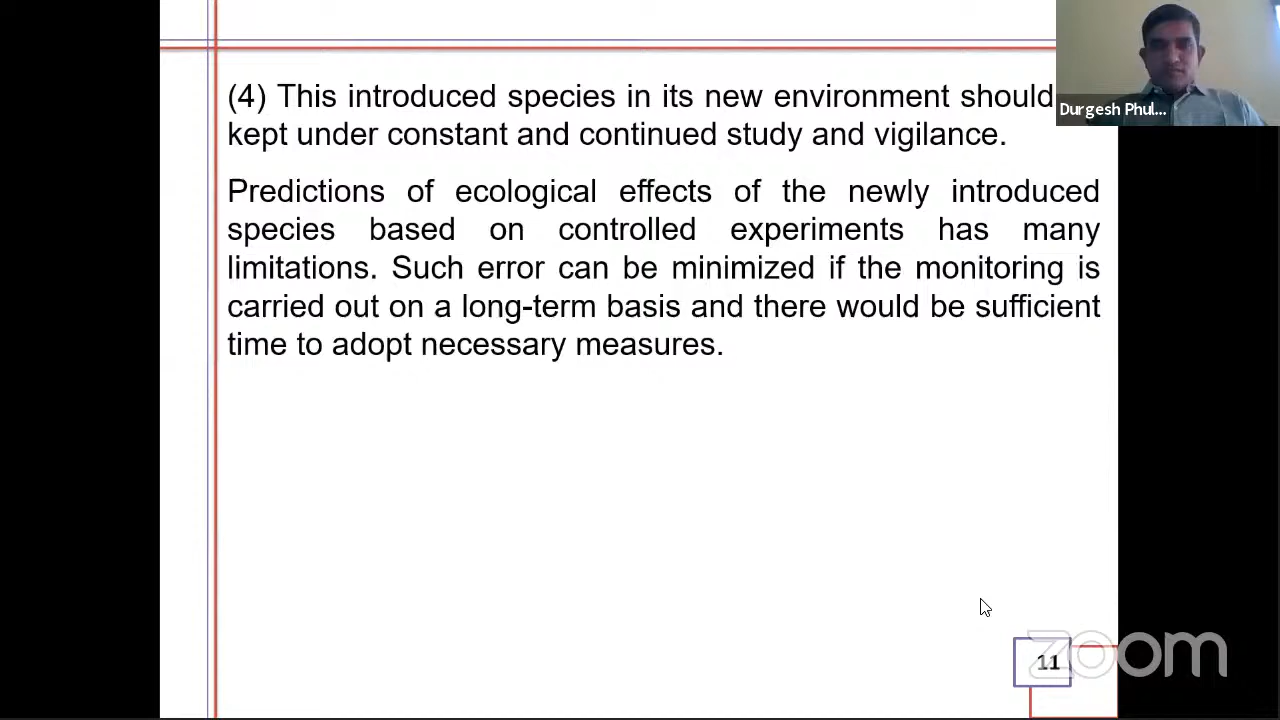 (4) This introduced species in its new environment should
kept under constant and continued study and vigilance.
Predictions of ecological effects of the newly introduced
species based on controlled experiments has many
limitations. Such error can be minimized if the monitoring is
carried out on a long-term basis and there would be sufficient
time to adopt necessary measures.
Durgesh Phul...
11
zoom